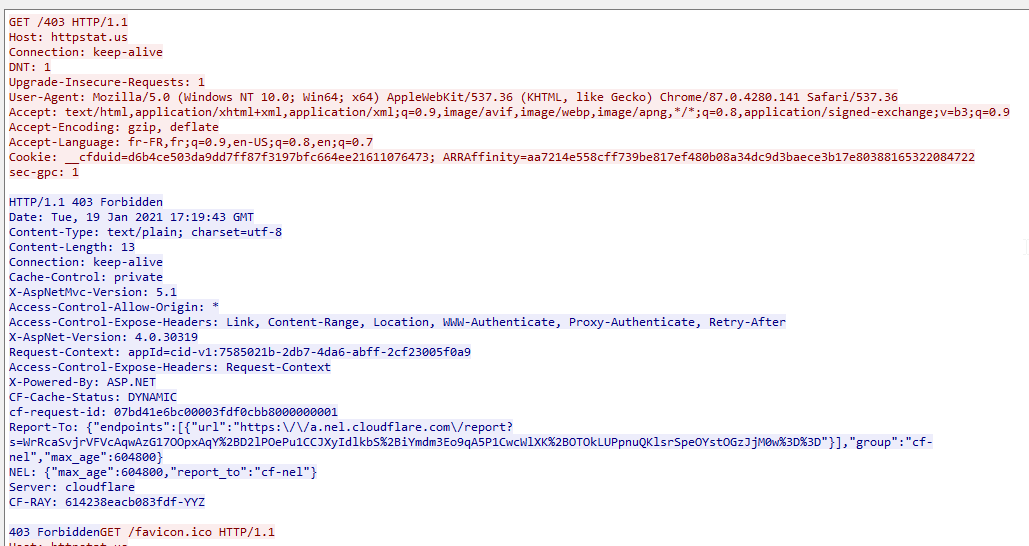 GET /403 HTTP/1.1
Host: httpstat.us
Connection: keep-alive
DNT: 1
Upgrade-Insecure-Requests: 1
User-Agent: Mozilla/5.0 (Windows NT 10.0; Win64; x64) AppleWebKit/537.36 (KHTML, like Gecko) Chrome/87.0.4280.141 Safari/537.36
Accept: text/html,application/xhtml+xml,application/xml;q=0.9,image/avif,image/webp,image/apng,*/*;q=0.8,application/signed-exchange;v=b3;q=0.9
Accept-Encoding: gzip, deflate
Accept-Language: fr-FR,fr;q=0.9,en-US;q=0.8,en;q=0.7
Cookie: __cfduid=d6b4ce503da9dd7ff87f3197bfc664ee21611076473; ARRAffinity=aa7214e558cff739be817ef480b08a34dc9d3baece3b17e80388165322084722
sec-gpc: 1
HTTP/1.1 403 Forbidden
Date: Tue, 19 Jan 2021 17:19:43 GMT
Content-Type: text/plain; charset=utf-8
Content-Length: 13
Connection: keep-alive
Cache-Control: private
X-AspNetMvc-Version: 5.1
Access-Control-Allow-Origin: *
Access-Control-Expose-Headers: Link, Content-Range, Location, WWW-Authenticate, Proxy-Authenticate, Retry-After
X-AspNet-Version: 4.0.30319
Request-Context: appId=cid-v1:7585021b-2db7-4da6-abff-2cf23005f0a9
Access-Control-Expose-Headers: Request-Context
X-Powered-By: ASP.NET
CF-Cache-Status: DYNAMIC
cf-request-id: 07bd41e6bc00003fdf0cbb8000000001
Report-To: {"endpoints":[{"url":"https:\/\/a.nel.cloudflare.com\/report?
s=WrRcaSvjrVFVcAqwAzG17OOpxAqY%2BD2lPOePu1CCJXyIdlkbS%2BiYmdm3Eo9qA5P1CwcWlXK%2BOTOkLUPpnuQKlsrSpeOYstOGzJjM0w%3D%3D"}],"group":"cf-
nel","max_age":604800}
NEL: {"max_age":604800,"report_to":"cf-nel"}
Server: cloudflare
CF-RAY: 614238eacb083fdf-YYZ
403 ForbiddenGET /favicon.ico HTTP/1.1